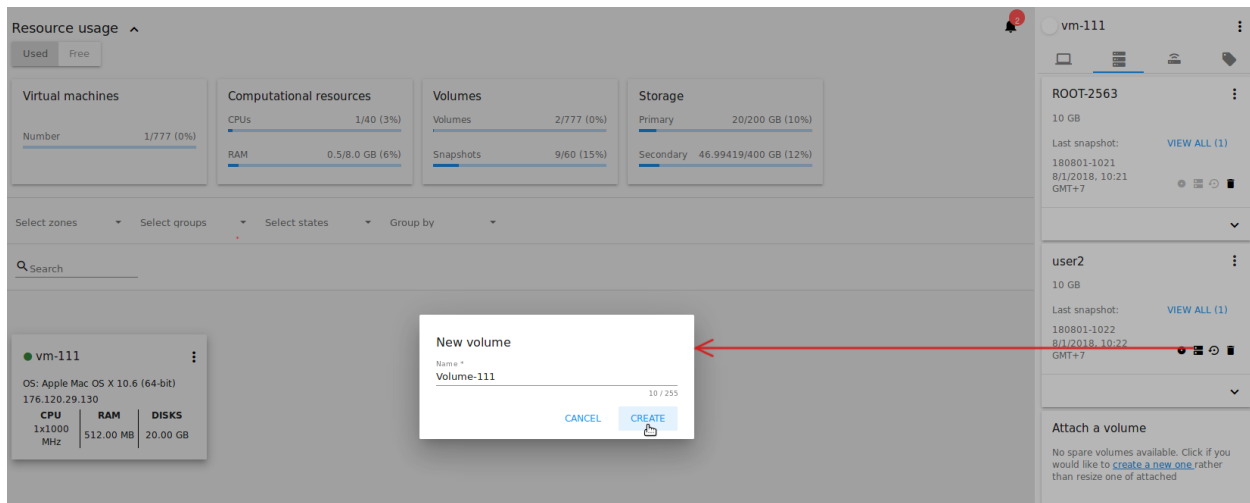 Resource usage
2
Used Free
Virtual machines
Number 1/777 (0%)
Computational resources
CPUs 1/40 (3%)
RAM 0.5/8.0 GB (6%)
Volumes
Volumes 2/777 (0%)
Snapshots 9/60 (15%)
Storage
Primary 20/200 GB (10%)
Secondary 46.99419/400 GB (12%)
Select zones Select groups Select states Group by
Search
vm-111
OS: Apple Mac OS X 10.6 (64-bit)
176.120.29.130
CPU RAM DISKS
1x1000 MHz 512.00 MB 20.00 GB
New volume
Name *
Volume-111
10 / 255
CANCEL CREATE
vm-111
ROOT-2563
10 GB
Last snapshot: VIEW ALL (1)
180801-1021
8/1/2018, 10:21
GMT+7
user2
10 GB
Last snapshot: VIEW ALL (1)
180801-1022
8/1/2018, 10:22
GMT+7
Attach a volume
No spare volumes available. Click if you
would like to create a new one rather
than resize one of attached